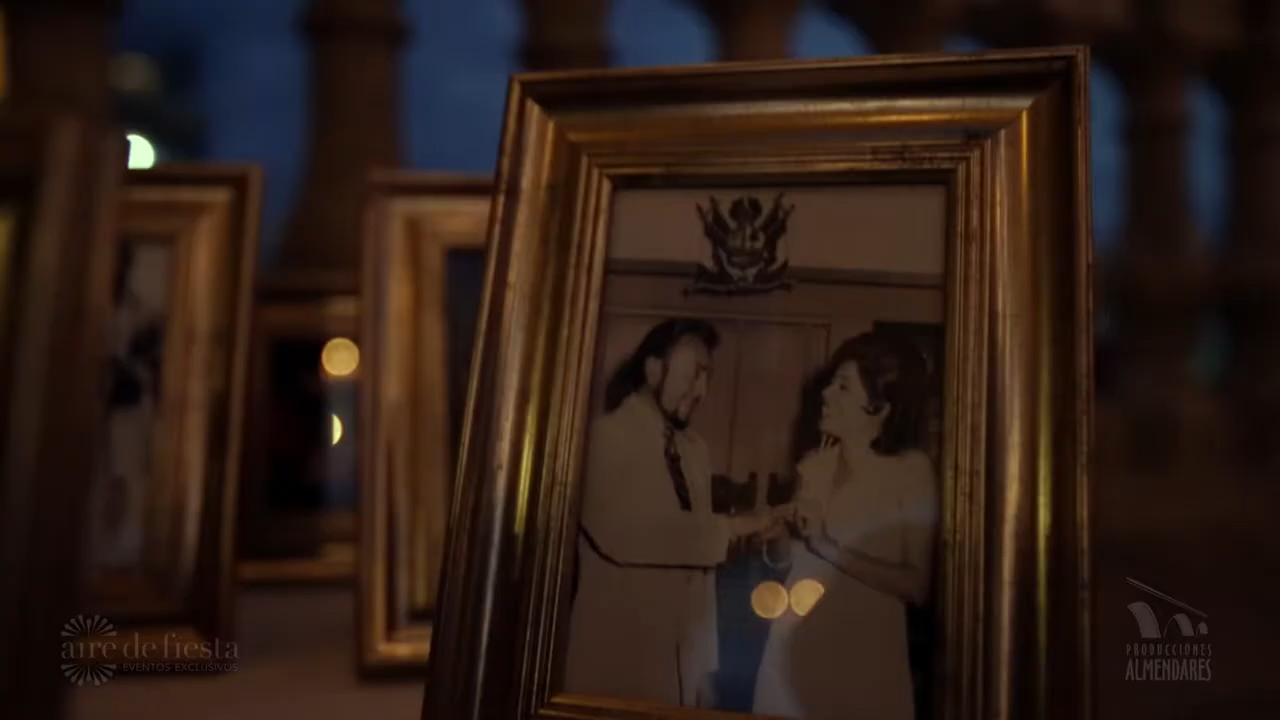 aire de fiesta
EVENTOS EXCLUSIVOS
PRODUCCIONES
ALMENDARES